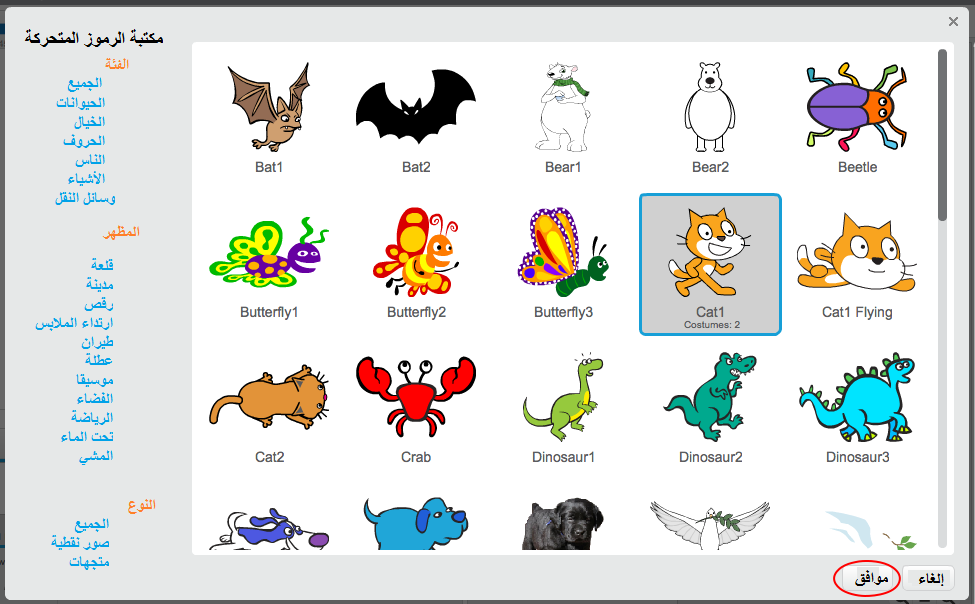 مكتبة الرموز المتحركة
الفئة
الجميع
الحيوانات
الخيال
الحروف
الناس
الأشياء
وسائل النقل
المظهر
قلعة
مدينة
رقص
ارتداء الملابس
طيران
عطلة
موسيقا
الفضاء
الرياضة
تحت الماء
المشي
النوع
الجميع
صور نقطية
متجهات
Bat1
Bat2
Bear1
Bear2
Beetle
Butterfly1
Butterfly2
Butterfly3
Cat1
Costumes: 2
Cat1 Flying
Cat2
Crab
Dinosaur1
Dinosaur2
Dinosaur3
موافق
إلغاء